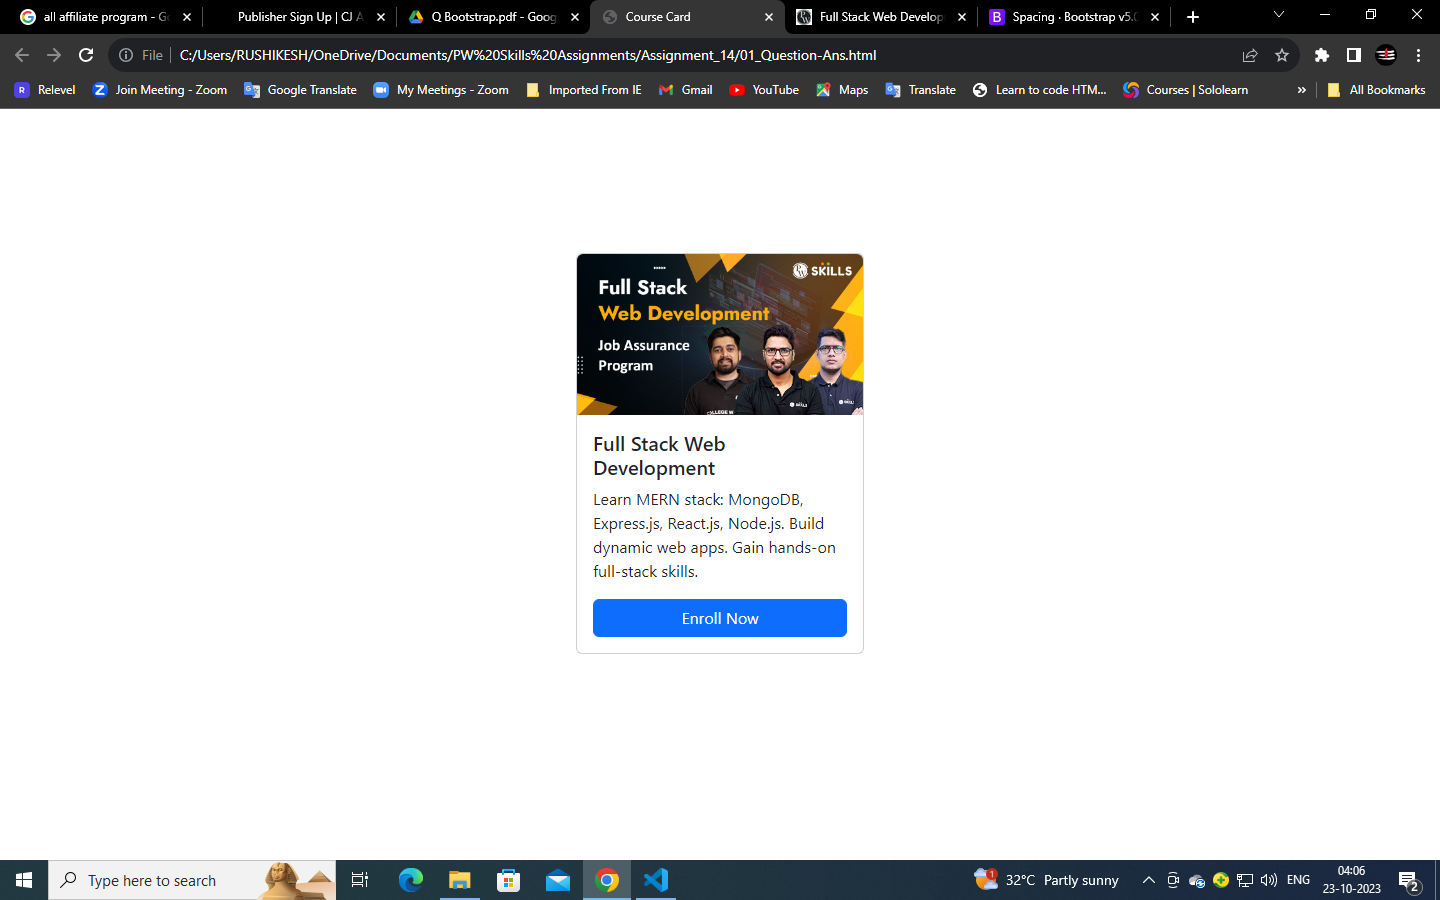 all affiliate program - Go
Publisher Sign Up | CJ A
Q Bootstrap.pdf - Goog
Course Card
Full Stack Web Develop
Spacing · Bootstrap v5.0
File
C:/Users/RUSHIKESH/OneDrive/Documents/PW%20Skills%20Assignments/Assignment_14/01_Question-Ans.html
Relevel
Join Meeting - Zoom
Google Translate
My Meetings - Zoom
Imported From IE
Gmail
YouTube
Maps
Translate
Learn to code HTM...
Courses | Sololearn
»
All Bookmarks
SKILLS
Full Stack
Web Development
Job Assurance
Program
COLLEGE W
SKILLS
Full Stack Web
Development
Learn MERN stack: MongoDB,
Express.js, React.js, Node.js. Build
dynamic web apps. Gain hands-on
full-stack skills.
Enroll Now
Type here to search
1
32°C Partly sunny
ENG
04:06
23-10-2023
2